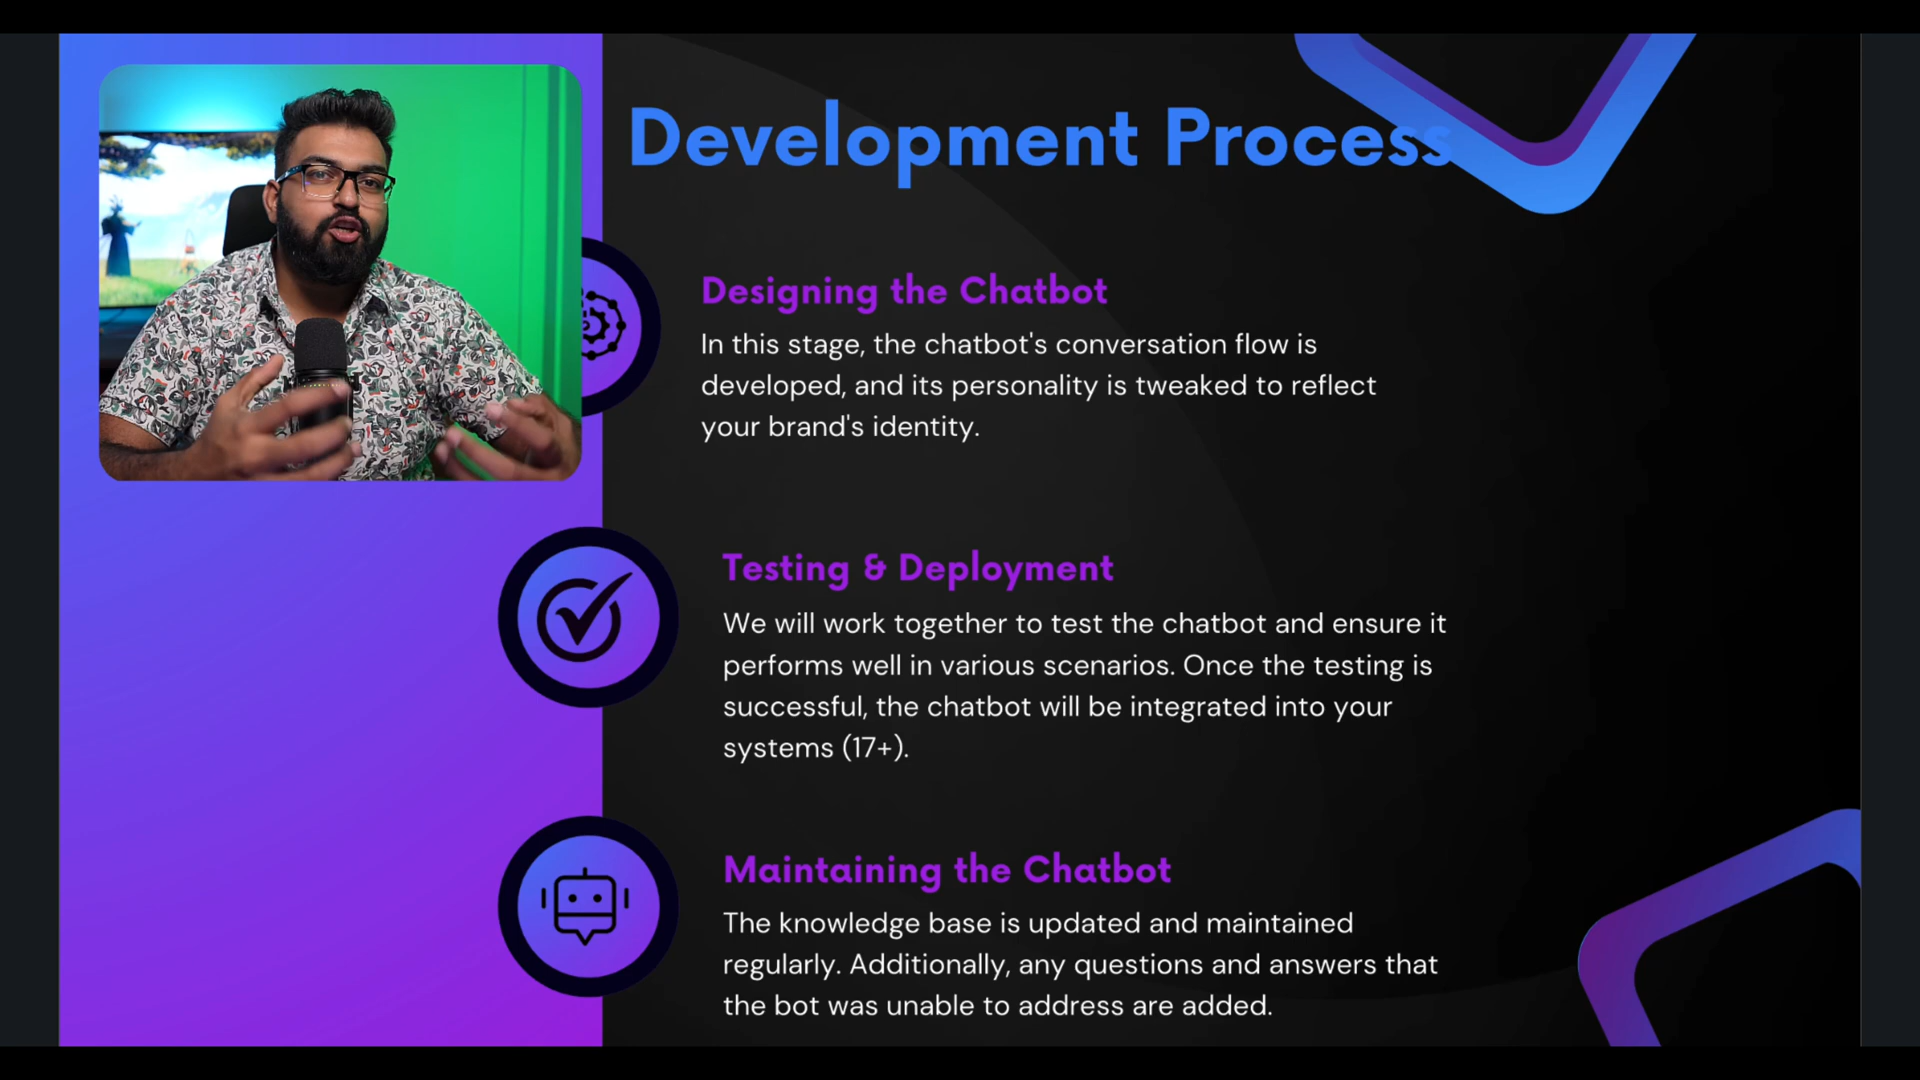 Development Process
Designing the Chatbot
In this stage, the chatbot's conversation flow is
developed, and its personality is tweaked to reflect
your brand's identity.
Testing & Deployment
We will work together to test the chatbot and ensure it
performs well in various scenarios. Once the testing is
successful, the chatbot will be integrated into your
systems (17+).
Maintaining the Chatbot
The knowledge base is updated and maintained
regularly. Additionally, any questions and answers that
the bot was unable to address are added.